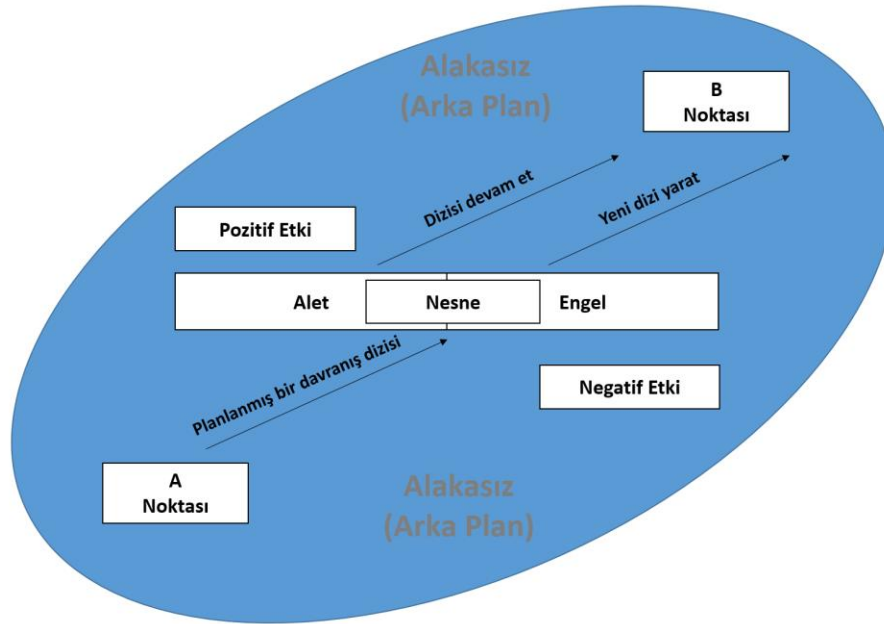 Alakasız
(Arka Plan)
B
Noktası
Dizisi devam et
Yeni dizi yarat
Pozitif Etki
Alet
Nesne
Engel
Planlanmış bir davranış dizisi
Negatif Etki
A
Noktası
Alakasız
(Arka Plan)